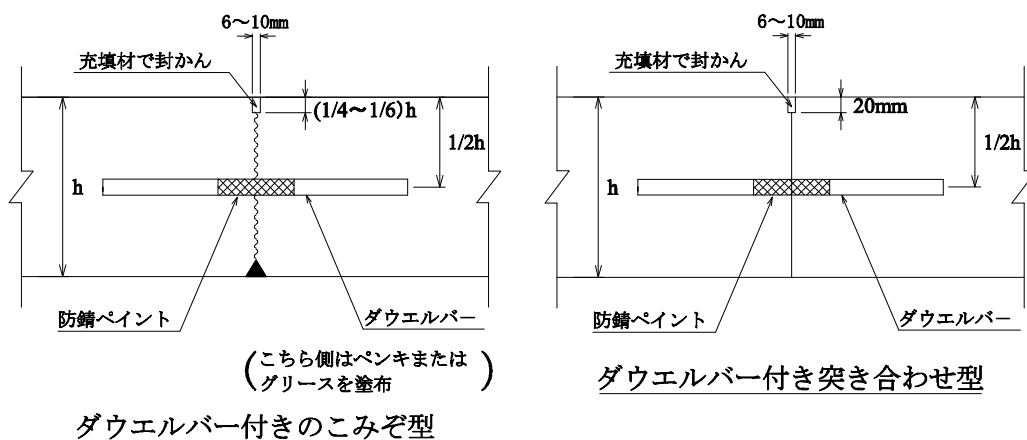 6～10mm
充填材で封かん
(1/4～1/6)h
1/2h
h
防錆ペイント
ダウエルバー
(こちら側はペンキまたは
グリースを塗布)
ダウエルバー付きのこみぞ型
6～10mm
充填材で封かん
20mm
1/2h
h
防錆ペイント
ダウエルバー
ダウエルバー付き突き合わせ型